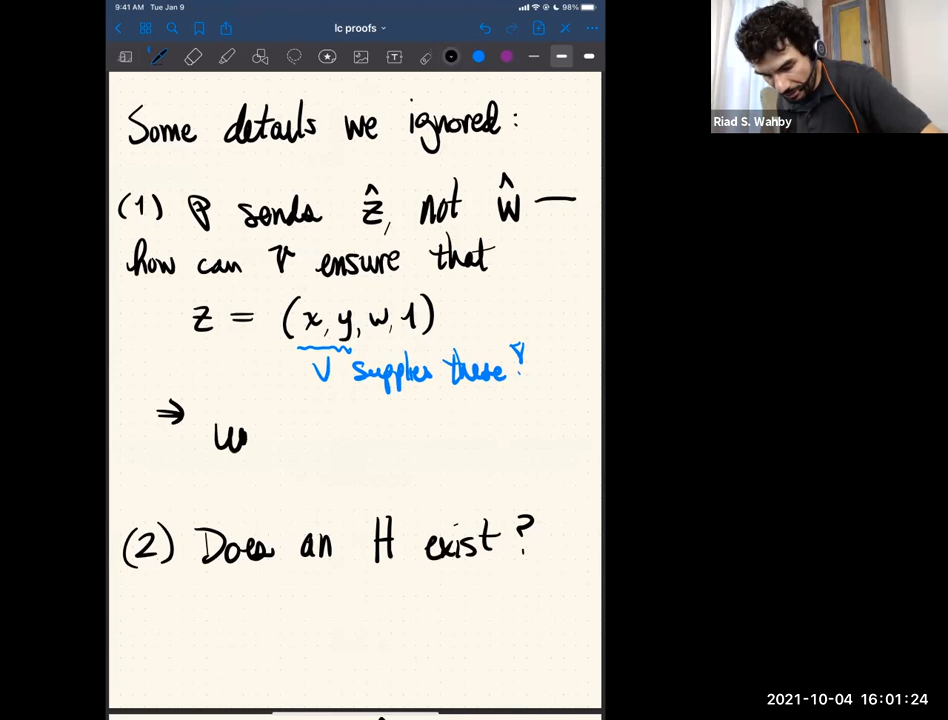 9:41 AM Tue Jan 9
98%
lc proofs
Some details we ignored:
(1) P sends ẑ, not ŵ —
how can V ensure that
z = (x, y, w, 1)
V supplies these!
⇒ w
(2) Does an H exist?
Riad S. Wahby
2021-10-04 16:01:24